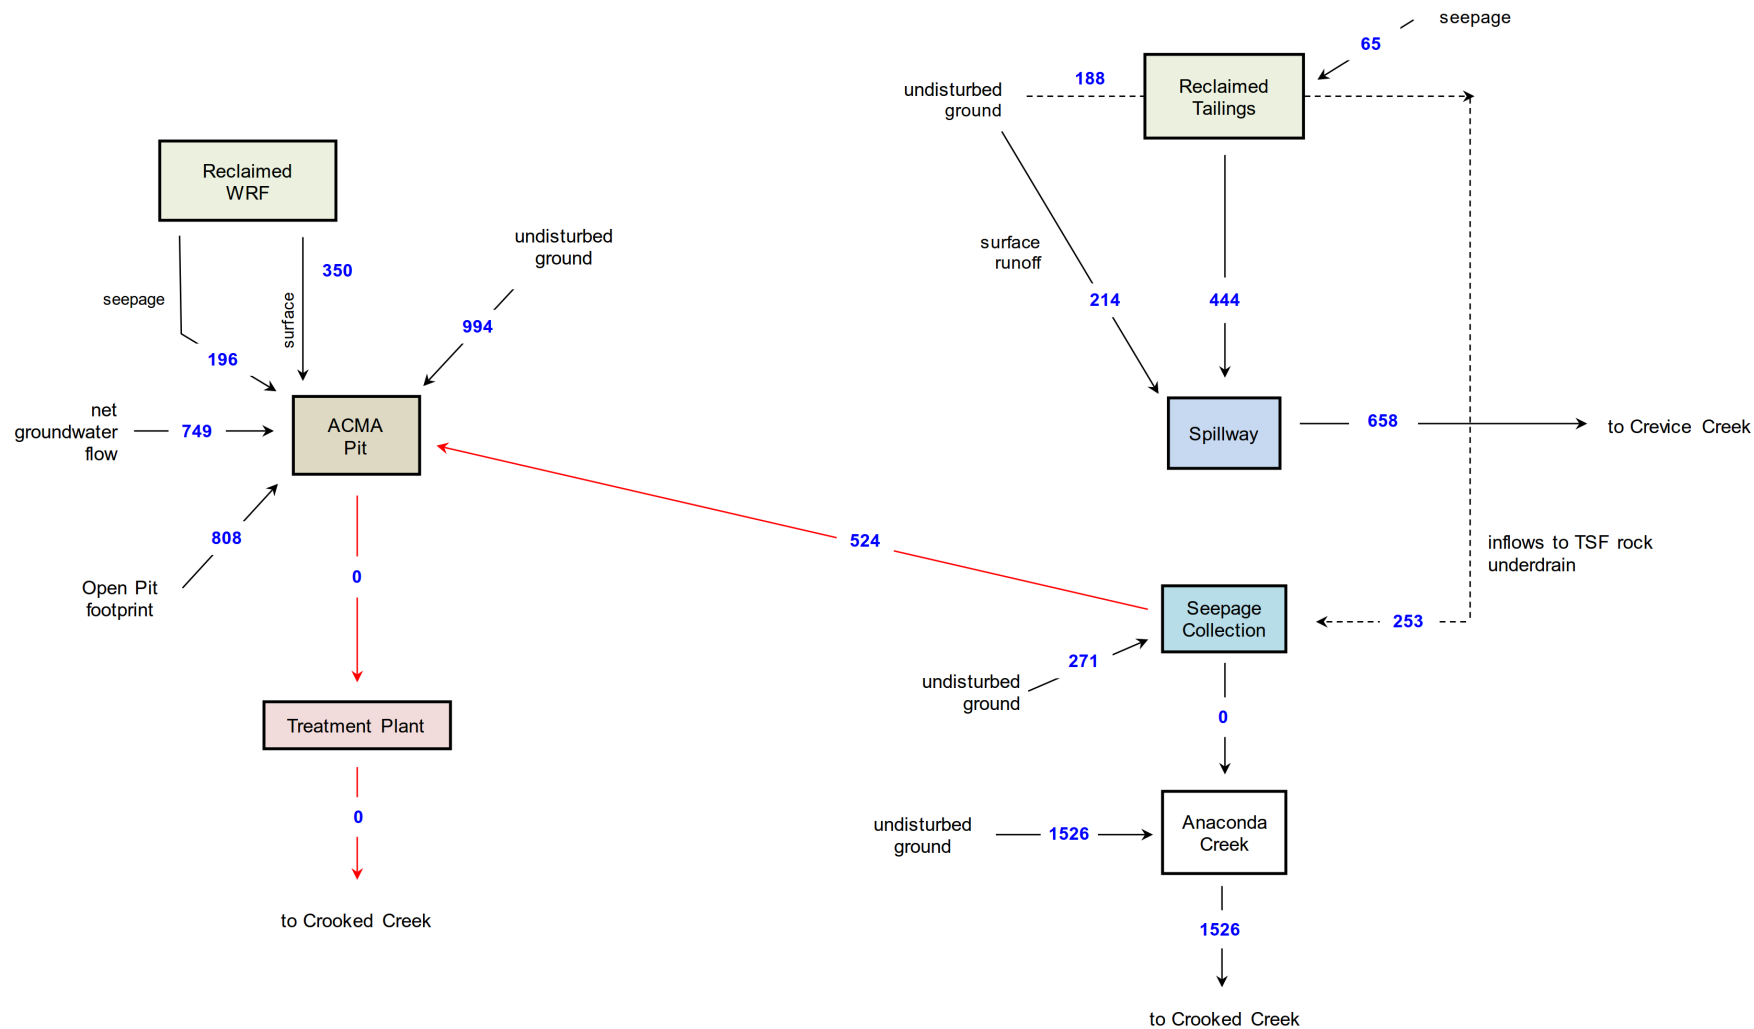 seepage
65
188
Reclaimed
Tailings
undisturbed
ground
Reclaimed
WRF
undisturbed
ground
surface
runoff
350
seepage
surface
214
444
994
196
net
groundwater
flow
749
ACMA
Pit
Spillway
658
to Crevice Creek
808
524
inflows to TSF rock
underdrain
Open Pit
footprint
0
Seepage
Collection
253
271
undisturbed
ground
Treatment Plant
0
0
undisturbed
ground
1526
Anaconda
Creek
to Crooked Creek
1526
to Crooked Creek